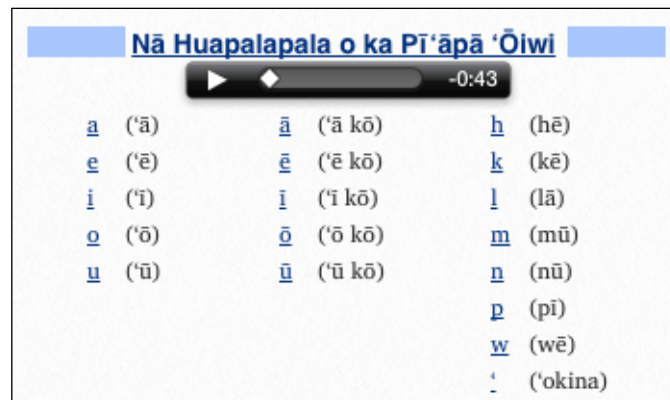 Nā Huapalapala o ka Pīʻāpā ʻŌiwi
-0:43
a (ʻā) ā (ʻā kō) h (hē)
e (ʻē) ē (ʻē kō) k (kē)
i (ʻī) ī (ʻī kō) l (lā)
o (ʻō) ō (ʻō kō) m (mū)
u (ʻū) ū (ʻū kō) n (nū)
p (pī)
w (wē)
ʻ (ʻokina)